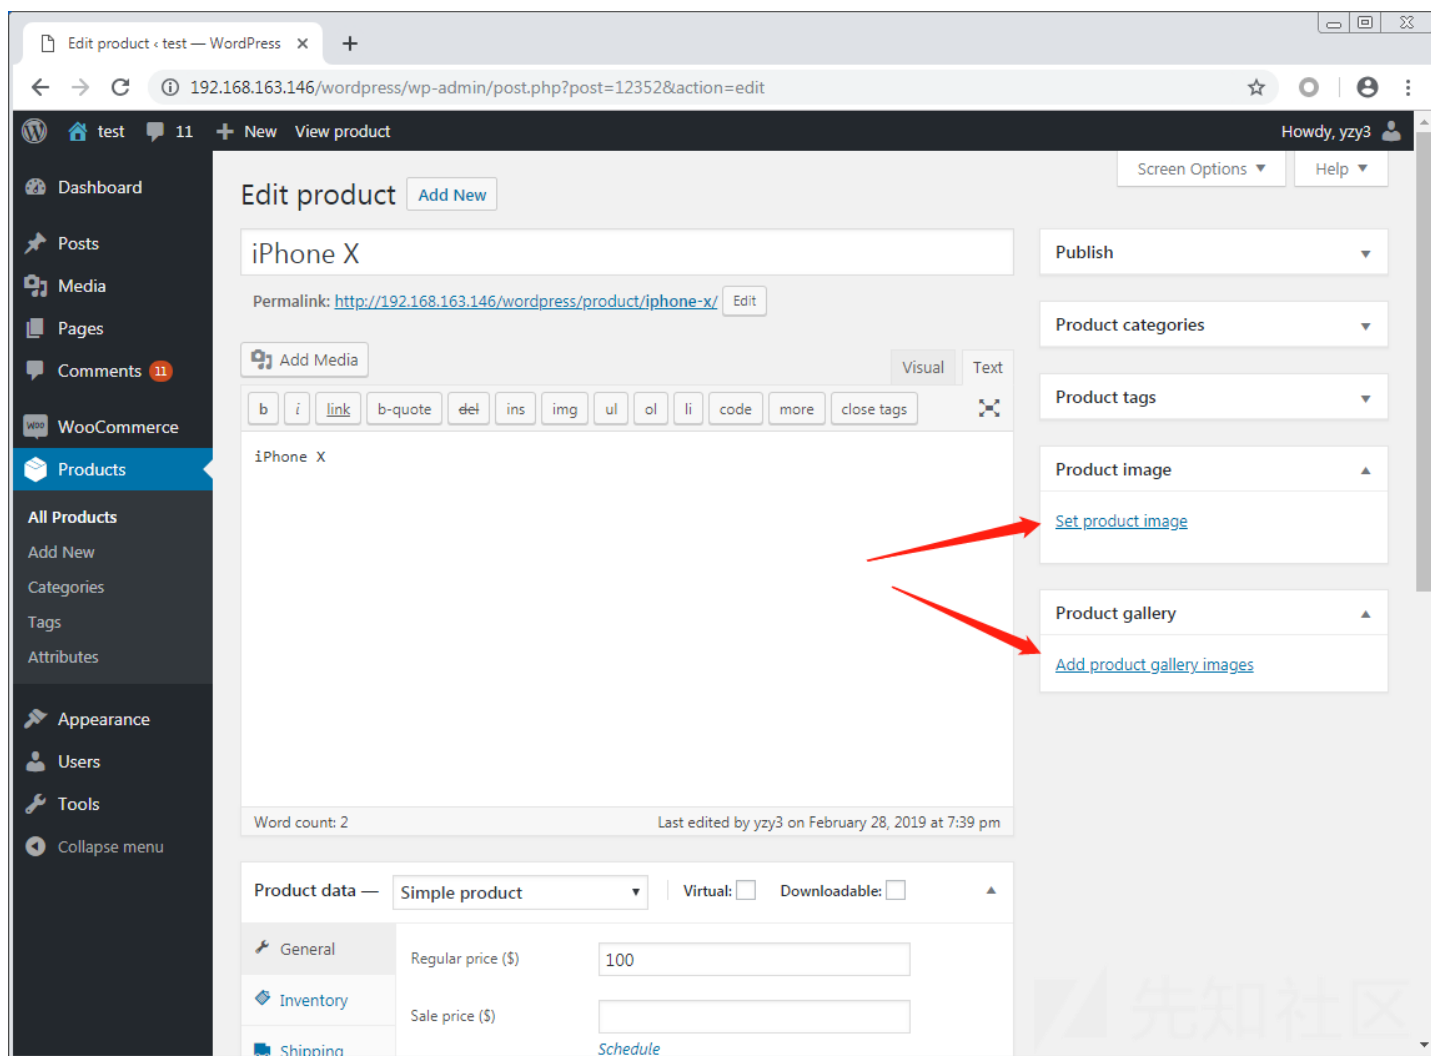 Edit product ‹ test — WordPress
192.168.163.146/wordpress/wp-admin/post.php?post=12352&action=edit
test 11 New View product Howdy, yzy3
Screen Options Help
Dashboard
Posts
Media
Pages
Comments 11
WooCommerce
Products
All Products
Add New
Categories
Tags
Attributes
Appearance
Users
Tools
Collapse menu
Edit product Add New
iPhone X
Permalink: http://192.168.163.146/wordpress/product/iphone-x/ Edit
Add Media
Visual Text
b i link b-quote del ins img ul ol li code more close tags
iPhone X
Word count: 2 Last edited by yzy3 on February 28, 2019 at 7:39 pm
Product data — Simple product Virtual: Downloadable:
General
Inventory
Shipping
Regular price ($) 100
Sale price ($)
Schedule
Publish
Product categories
Product tags
Product image
Set product image
Product gallery
Add product gallery images
先知社区